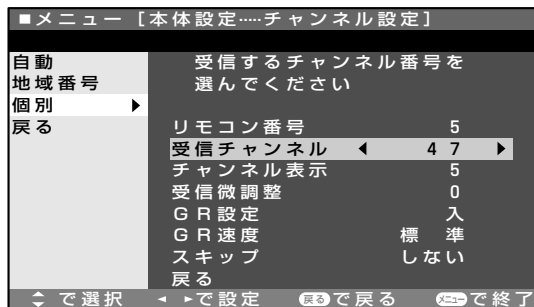 ■メニュー [本体設定……チャンネル設定]
自動
地域番号
個別 ▶
戻る
受信するチャンネル番号を
選んでください
リモコン番号 5
受信チャンネル ◀ 47 ▶
チャンネル表示 5
受信微調整 0
GR設定 入
GR速度 標準
スキップ しない
戻る
で選択 ◀ ▶で設定 戻るで戻る メニューで終了